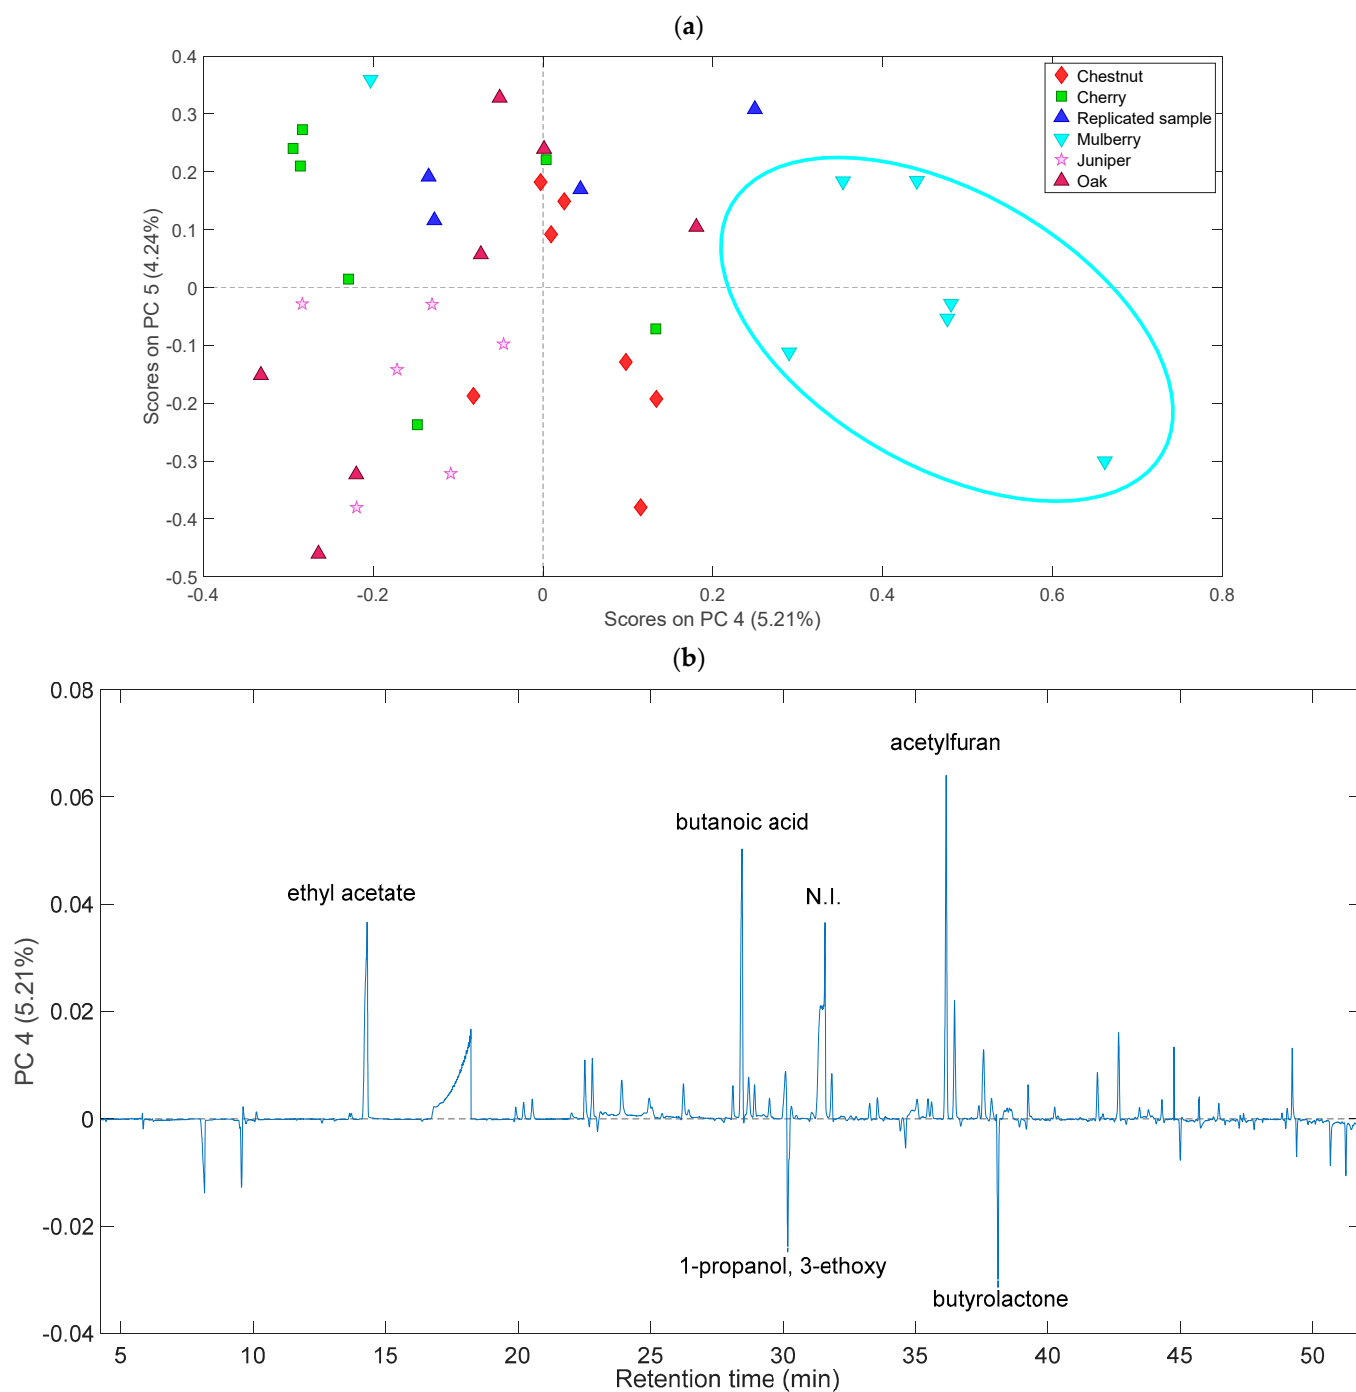 (a)
0.4
0.3
0.2
0.1
0
-0.1
-0.2
-0.3
-0.4
-0.5
Scores on PC 5 (4.24%)
Chestnut
Cherry
Replicated sample
Mulberry
Juniper
Oak
-0.4 -0.2 0 0.2 0.4 0.6 0.8
Scores on PC 4 (5.21%)
(b)
0.08
0.06
0.04
0.02
0
-0.02
-0.04
PC 4 (5.21%)
acetylfuran
butanoic acid
ethyl acetate
N.I.
1-propanol, 3-ethoxy
butyrolactone
5 10 15 20 25 30 35 40 45 50
Retention time (min)